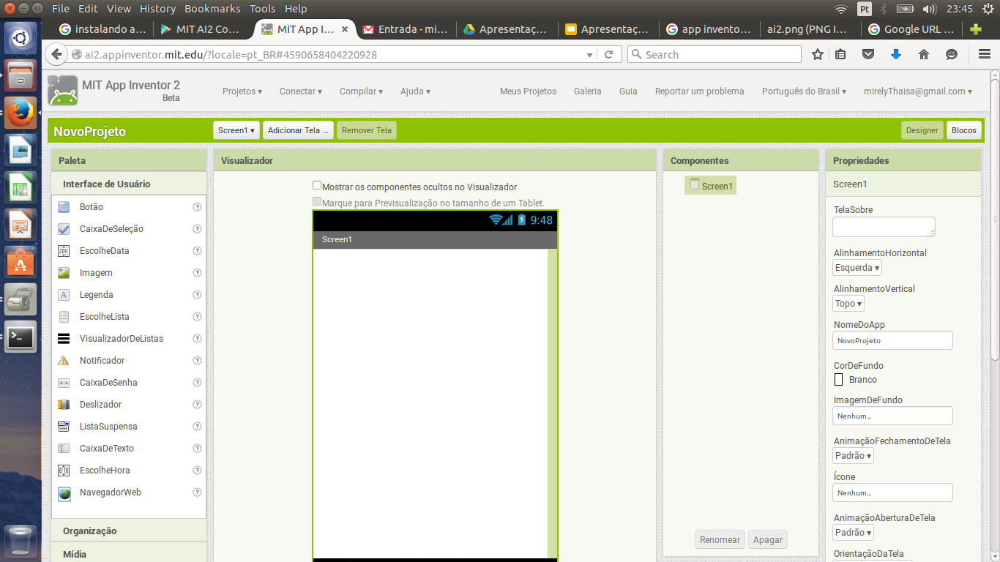 File Edit View History Bookmarks Tools Help Pt 23:45
instalando a... MIT AI2 Co... MIT App I... Entrada - mi... Apresentaç... Apresentaç... app invento... ai2.png (PNG I... Google URL ...
ai2.appinventor.mit.edu/?locale=pt_BR#4590658404220928 Search
MIT App Inventor 2
Beta
Projetos ▾ Conectar ▾ Compilar ▾ Ajuda ▾ Meus Projetos Galeria Guia Reportar um problema Português do Brasil ▾ mirelyThaisa@gmail.com ▾
NovoProjeto Screen1 ▾ Adicionar Tela ... Remover Tela Designer Blocos
Paleta
Interface de Usuário
Botão ?
CaixaDeSeleção ?
EscolheData ?
Imagem ?
A Legenda ?
EscolheLista ?
VisualizadorDeListas ?
Notificador ?
CaixaDeSenha ?
Deslizador ?
ListaSuspensa ?
CaixaDeTexto ?
EscolheHora ?
NavegadorWeb ?
Organização
Mídia
Visualizador
Mostrar os componentes ocultos no Visualizador
Marque para Previsualização no tamanho de um Tablet.
9:48
Screen1
Componentes
Screen1
Renomear Apagar
Propriedades
Screen1
TelaSobre
AlinhamentoHorizontal
Esquerda ▾
AlinhamentoVertical
Topo ▾
NomeDoApp
NovoProjeto
CorDeFundo
Branco
ImagemDeFundo
Nenhum...
AnimaçãoFechamentoDeTela
Padrão ▾
Ícone
Nenhum...
AnimaçãoAberturaDeTela
Padrão ▾
OrientaçãoDaTela